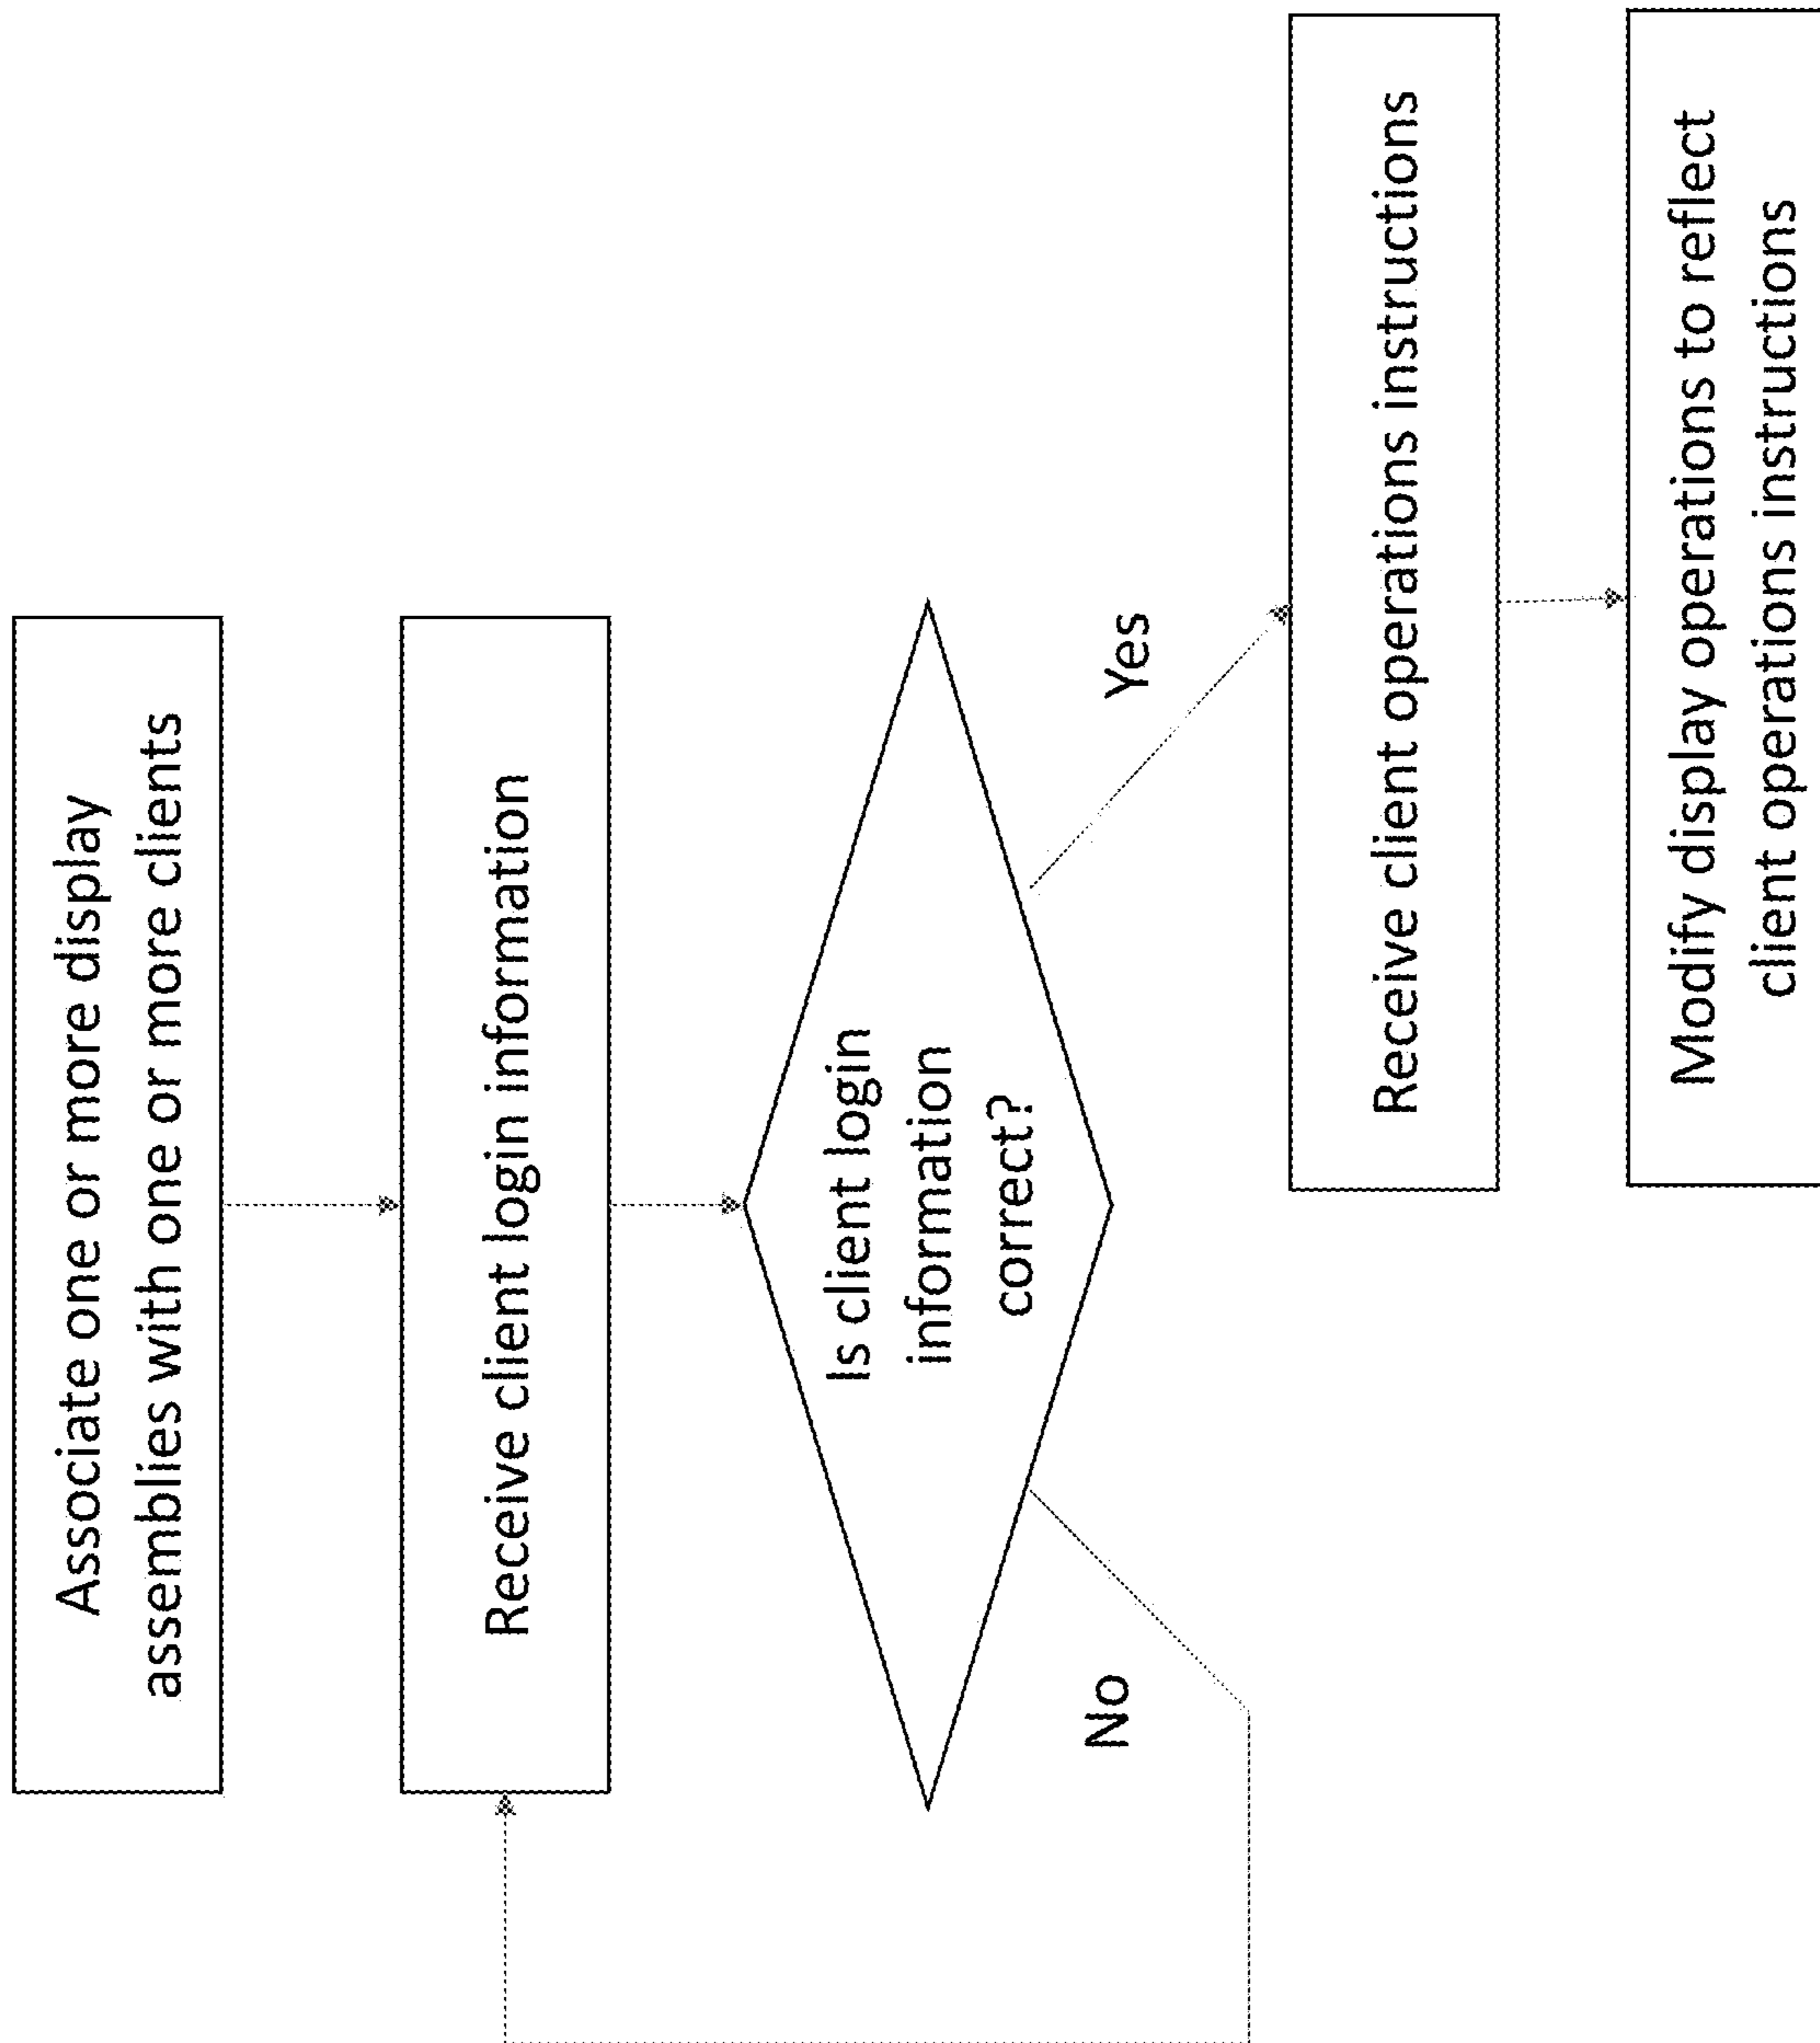 Associate one or more display
assemblies with one or more clients
Receive client login information
Is client login
information
correct?
No
Yes
Receive client operations instructions
Modify display operations to reflect
client operations instructions